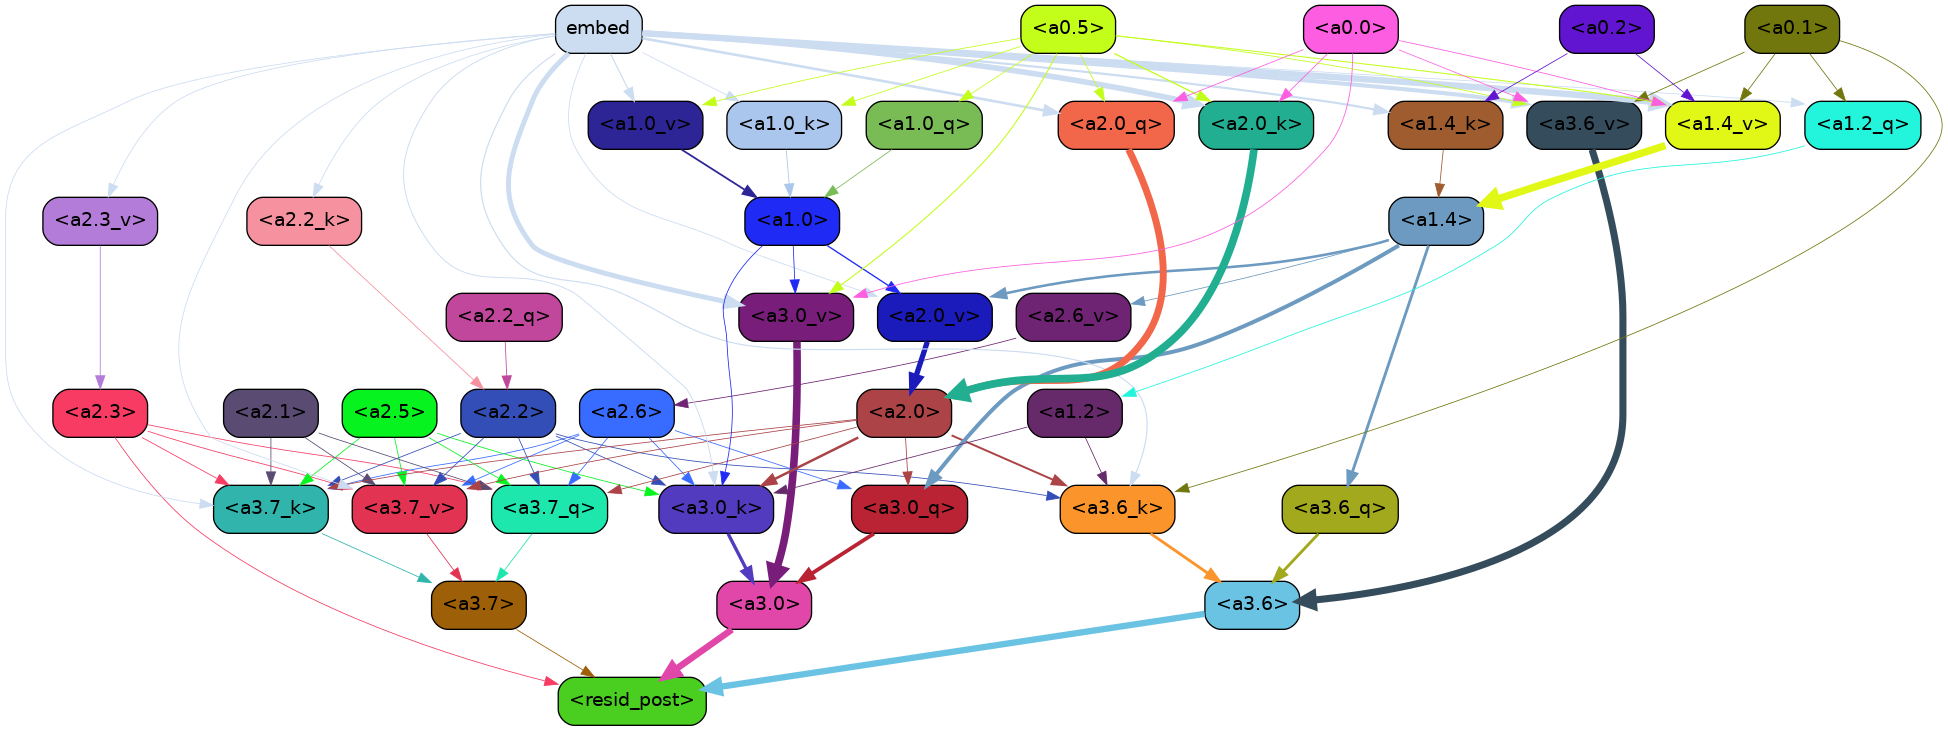 embed <a0.5> <a0.0> <a0.2> <a0.1>
<a1.0_v> <a1.0_k> <a1.0_q> <a2.0_q> <a2.0_k> <a1.4_k> <a3.6_v> <a1.4_v> <a1.2_q>
<a2.3_v> <a2.2_k> <a1.0> <a1.4>
<a2.2_q> <a3.0_v> <a2.0_v> <a2.6_v>
<a2.3> <a2.1> <a2.5> <a2.2> <a2.6> <a2.0> <a1.2>
<a3.7_k> <a3.7_v> <a3.7_q> <a3.0_k> <a3.0_q> <a3.6_k> <a3.6_q>
<a3.7> <a3.0> <a3.6>
<resid_post>